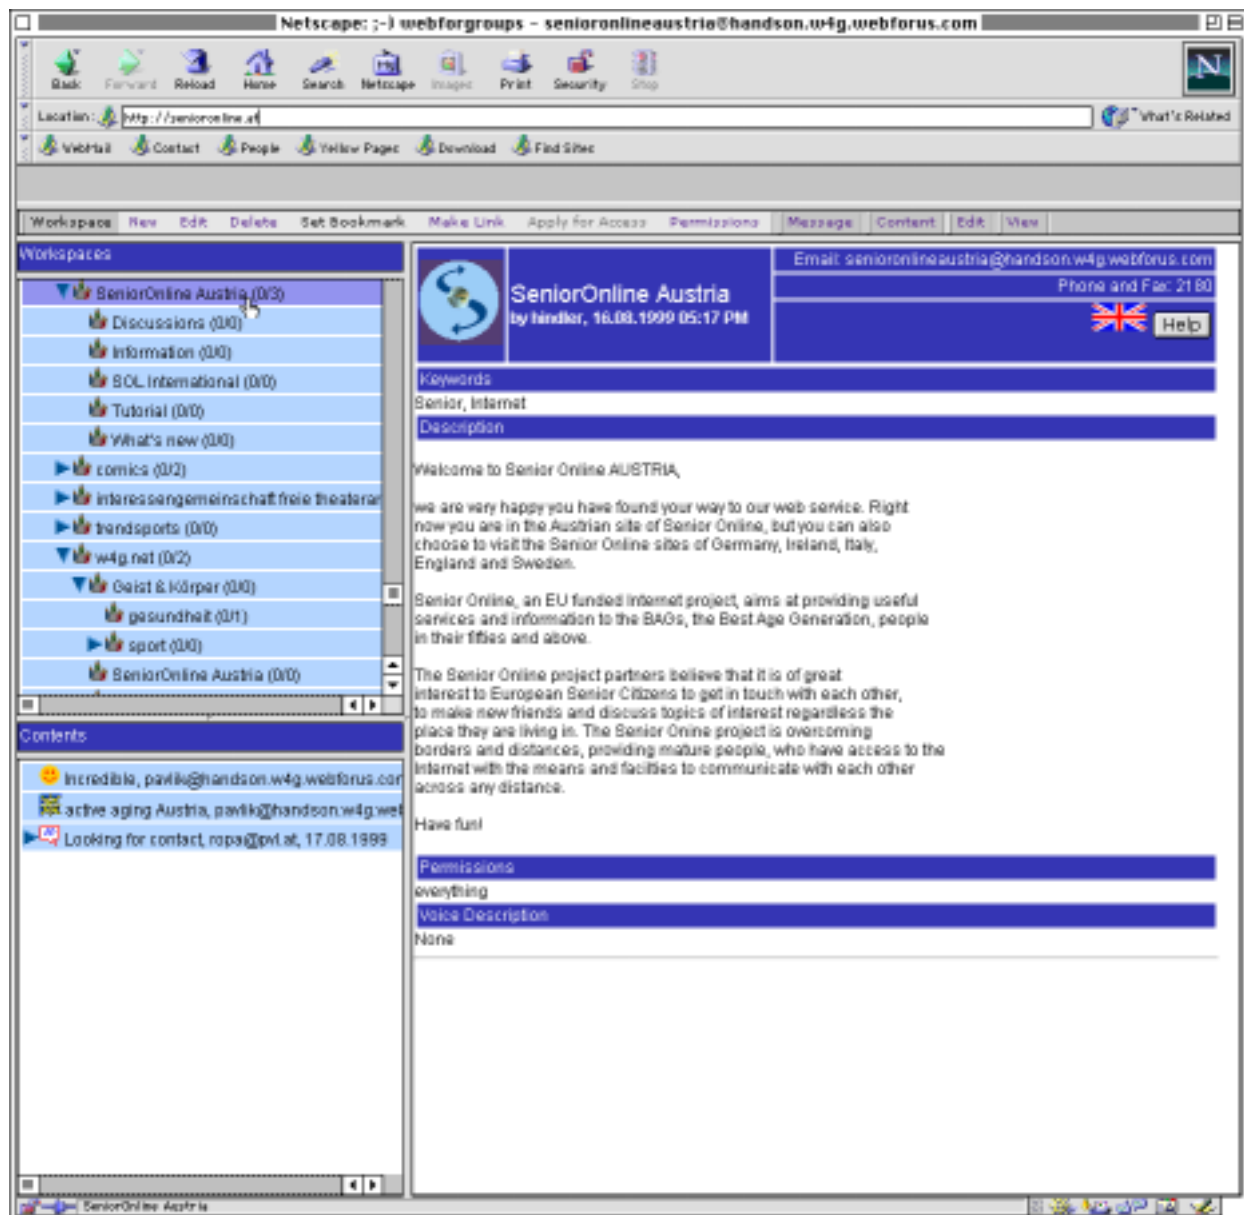 Netscape: ;-) webforgroups - senioronlineaustria@handson.w4g.webforus.com
Back Forward Reload Home Search Netscape Images Print Security Stop
Location: http://senioronline.at What's Related
WebMail Contact People Yellow Pages Download Find Sites
Workspace New Edit Delete Set Bookmark Make Link Apply for Access Permissions Message Content Edit View
Workspaces
SeniorOnline Austria (0/3)
Discussions (0/0)
Information (0/0)
SOL International (0/0)
Tutorial (0/0)
What's new (0/0)
comics (0/2)
interessengemeinschaft freie theaterar
trendsports (0/0)
w4g.net (0/2)
Geist & Körper (0/0)
gesundheit (0/1)
sport (0/0)
SeniorOnline Austria (0/0)
Contents
Incredible, pavlik@handson.w4g.webforus.cor
active aging Austria, pavlik@handson.w4g.wet
Looking for contact, ropa@pvl.at, 17.08.1999
SeniorOnline Austria
by hindler, 16.08.1999 05:17 PM
Email: senioronlineaustria@handson.w4g.webforus.com
Phone and Fax: 2180
Help
Keywords
Senior, Internet
Description
Welcome to Senior Online AUSTRIA,
we are very happy you have found your way to our web service. Right
now you are in the Austrian site of Senior Online, but you can also
choose to visit the Senior Online sites of Germany, Ireland, Italy,
England and Sweden.
Senior Online, an EU funded Internet project, aims at providing useful
services and information to the BAGs, the Best Age Generation, people
in their fifties and above.
The Senior Online project partners believe that it is of great
interest to European Senior Citizens to get in touch with each other,
to make new friends and discuss topics of interest regardless the
place they are living in. The Senior Onine project is overcoming
borders and distances, providing mature people, who have access to the
Internet with the means and facilties to communicate with each other
across any distance.
Have fun!
Permissions
everything
Voice Description
None
SeniorOnline Austria